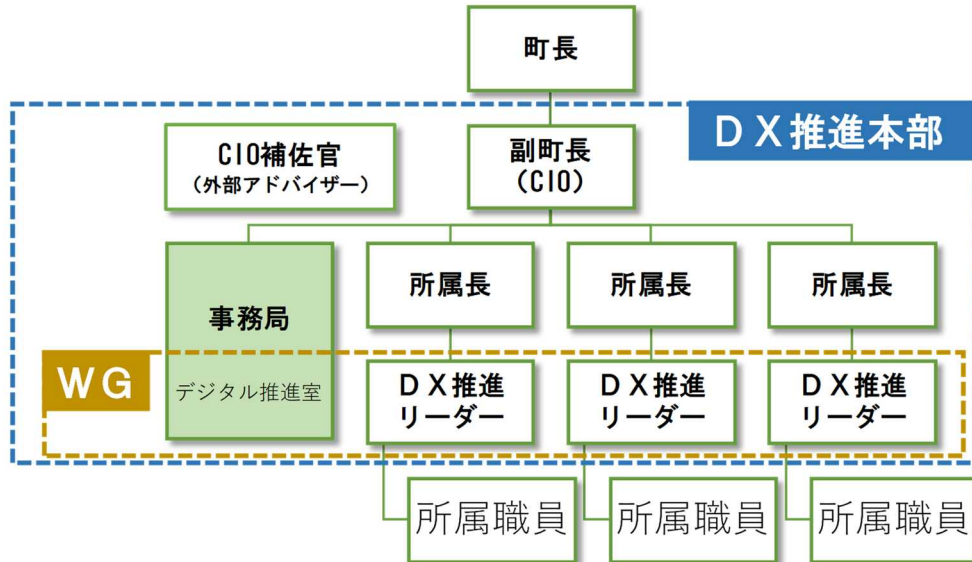 町長
ＤＸ推進本部
CIO補佐官
（外部アドバイザー）
副町長
（CIO）
事務局
デジタル推進室
所属長
所属長
所属長
ＷＧ
ＤＸ推進
リーダー
ＤＸ推進
リーダー
ＤＸ推進
リーダー
所属職員
所属職員
所属職員